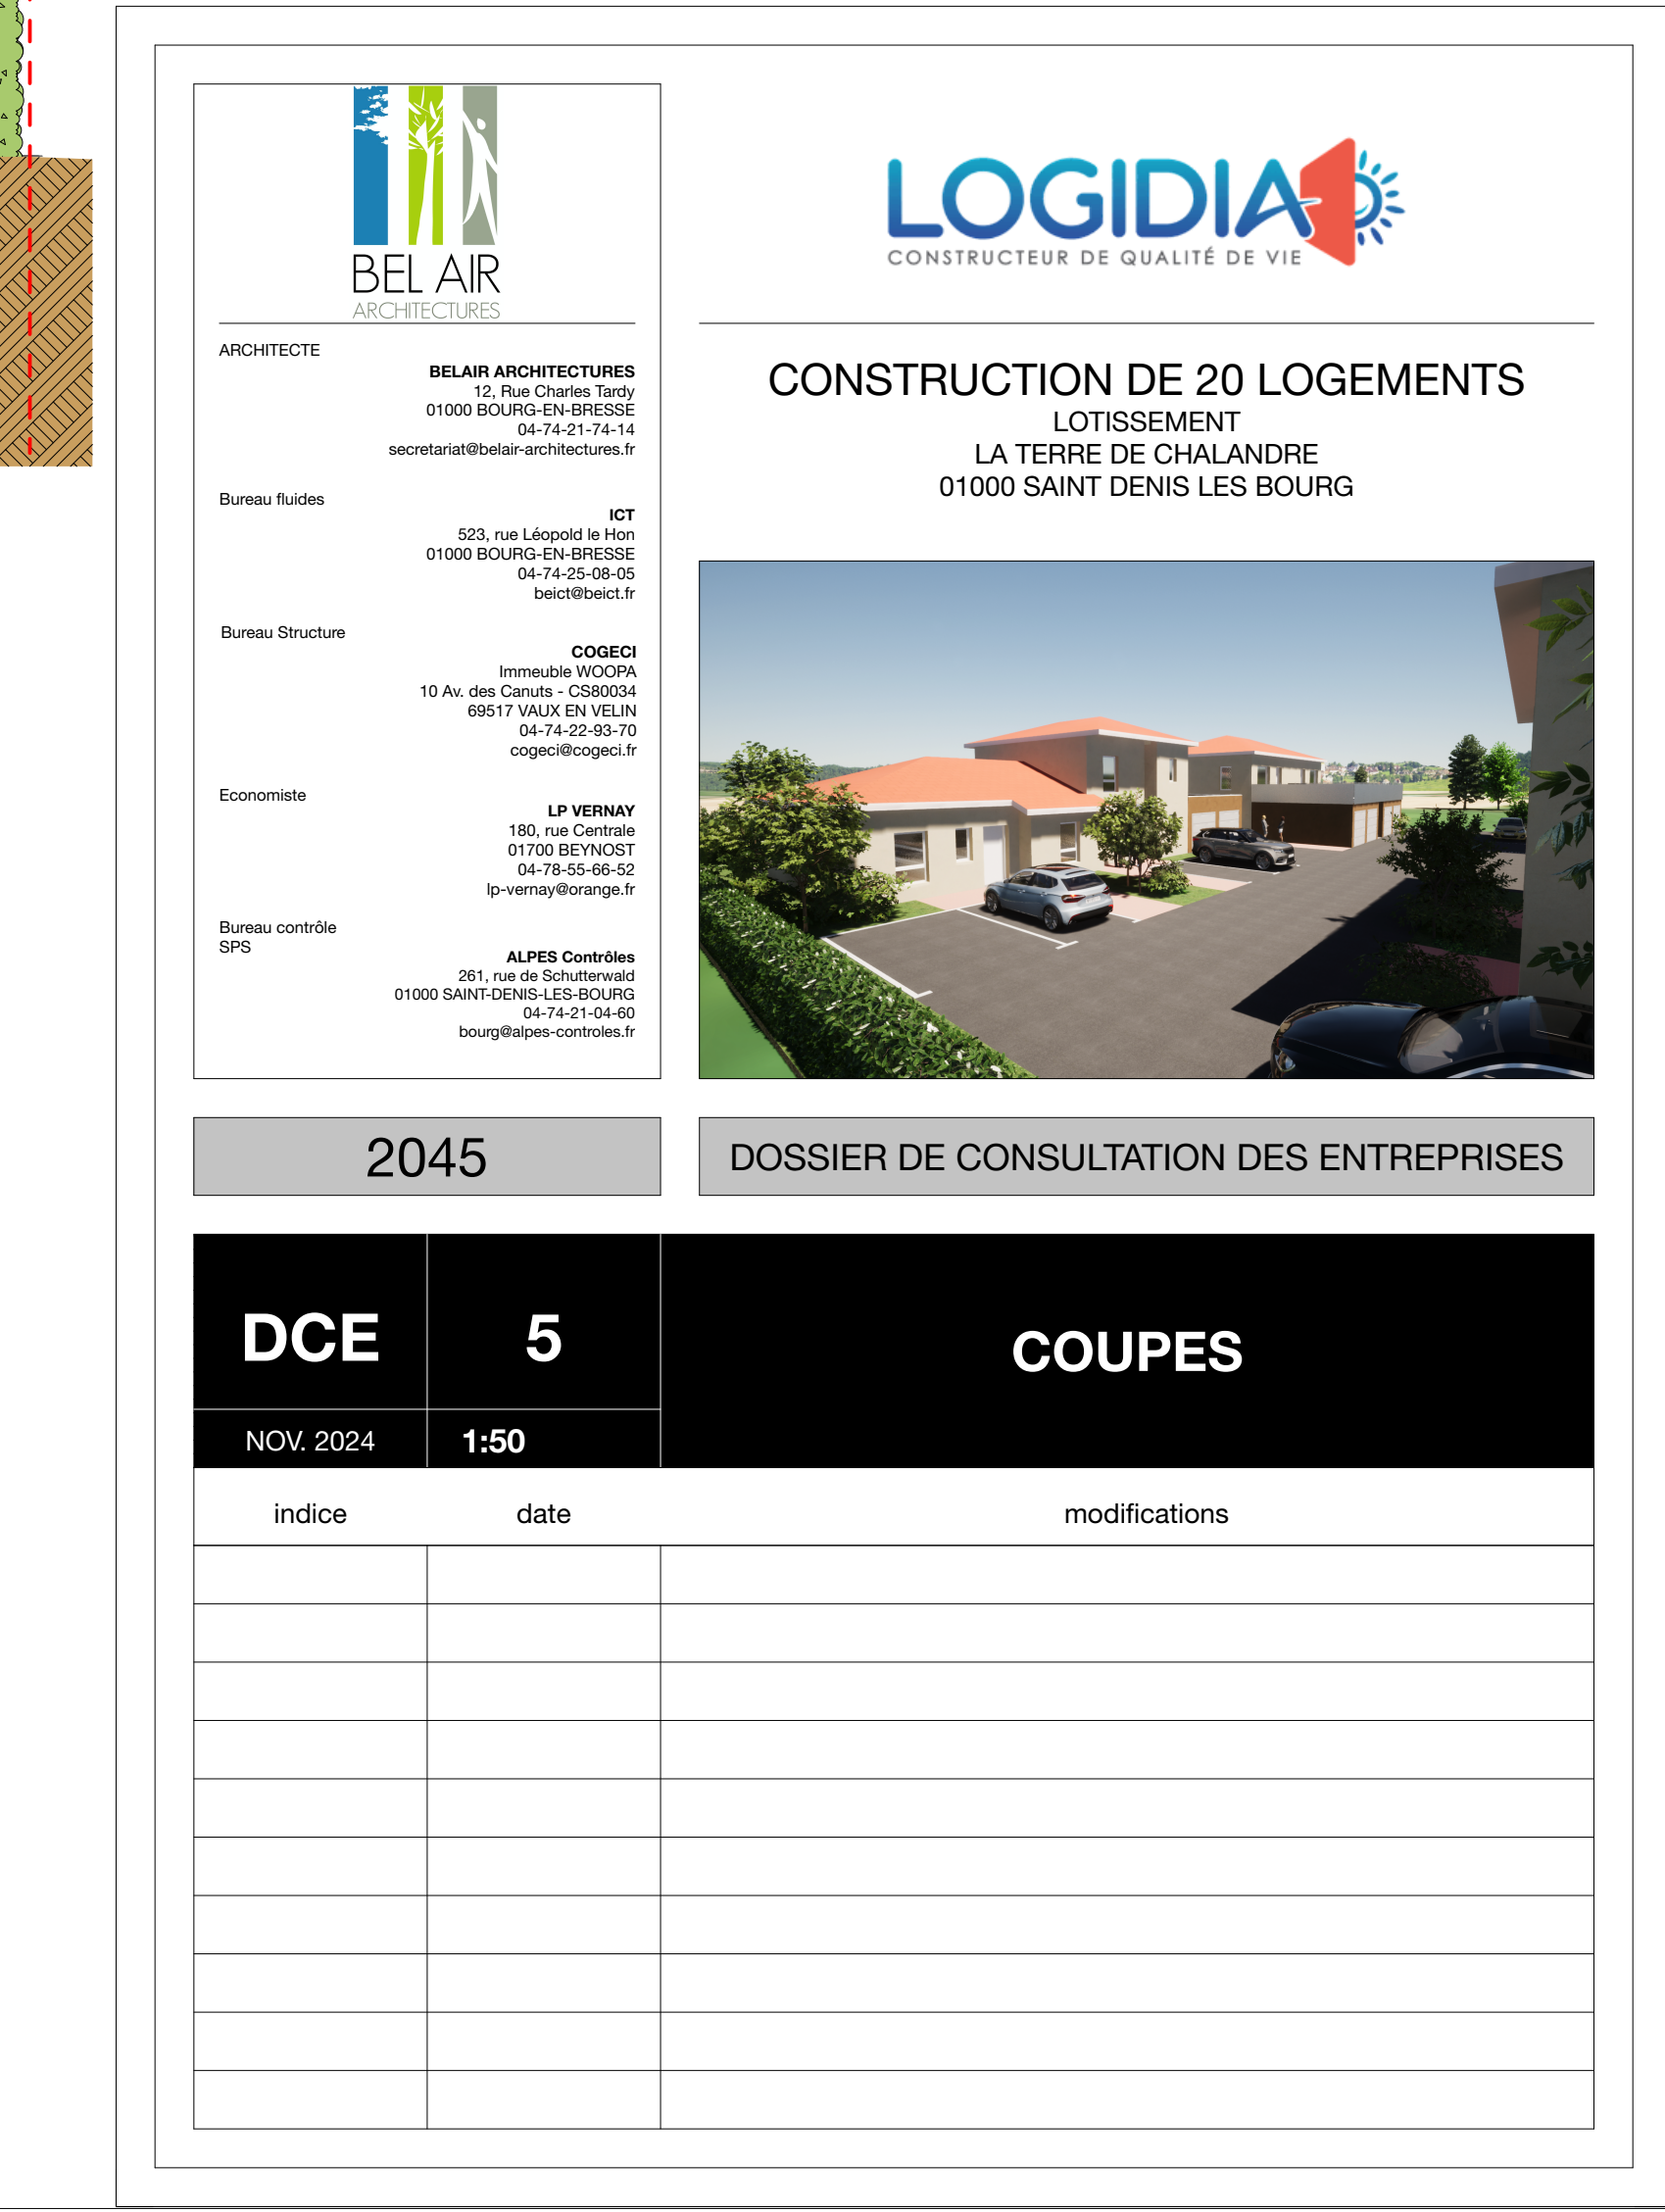 BEL AIR
ARCHITECTURES
ARCHITECTE
BELAIR ARCHITECTURES
12, Rue Charles Tardy
01000 BOURG-EN-BRESSE
04-74-21-74-14
secretariat@belair-architectures.fr
Bureau fluides
ICT
523, rue Léopold le Hon
01000 BOURG-EN-BRESSE
04-74-25-08-05
beict@beict.fr
Bureau Structure
COGECI
Immeuble WOOPA
10 Av. des Canuts - CS80034
69517 VAUX EN VELIN
04-74-22-93-70
cogeci@cogeci.fr
Economiste
LP VERNAY
180, rue Centrale
01700 BEYNOST
04-78-55-66-52
lp-vernay@orange.fr
Bureau contrôle
SPS
ALPES Contrôles
261, rue de Schutterwald
01000 SAINT-DENIS-LES-BOURG
04-74-21-04-60
bourg@alpes-controles.fr
LOGIDIA
CONSTRUCTEUR DE QUALITÉ DE VIE
CONSTRUCTION DE 20 LOGEMENTS
LOTISSEMENT
LA TERRE DE CHALANDRE
01000 SAINT DENIS LES BOURG
2045
DOSSIER DE CONSULTATION DES ENTREPRISES
DCE
5
COUPES
NOV. 2024
1:50
indice
date
modifications